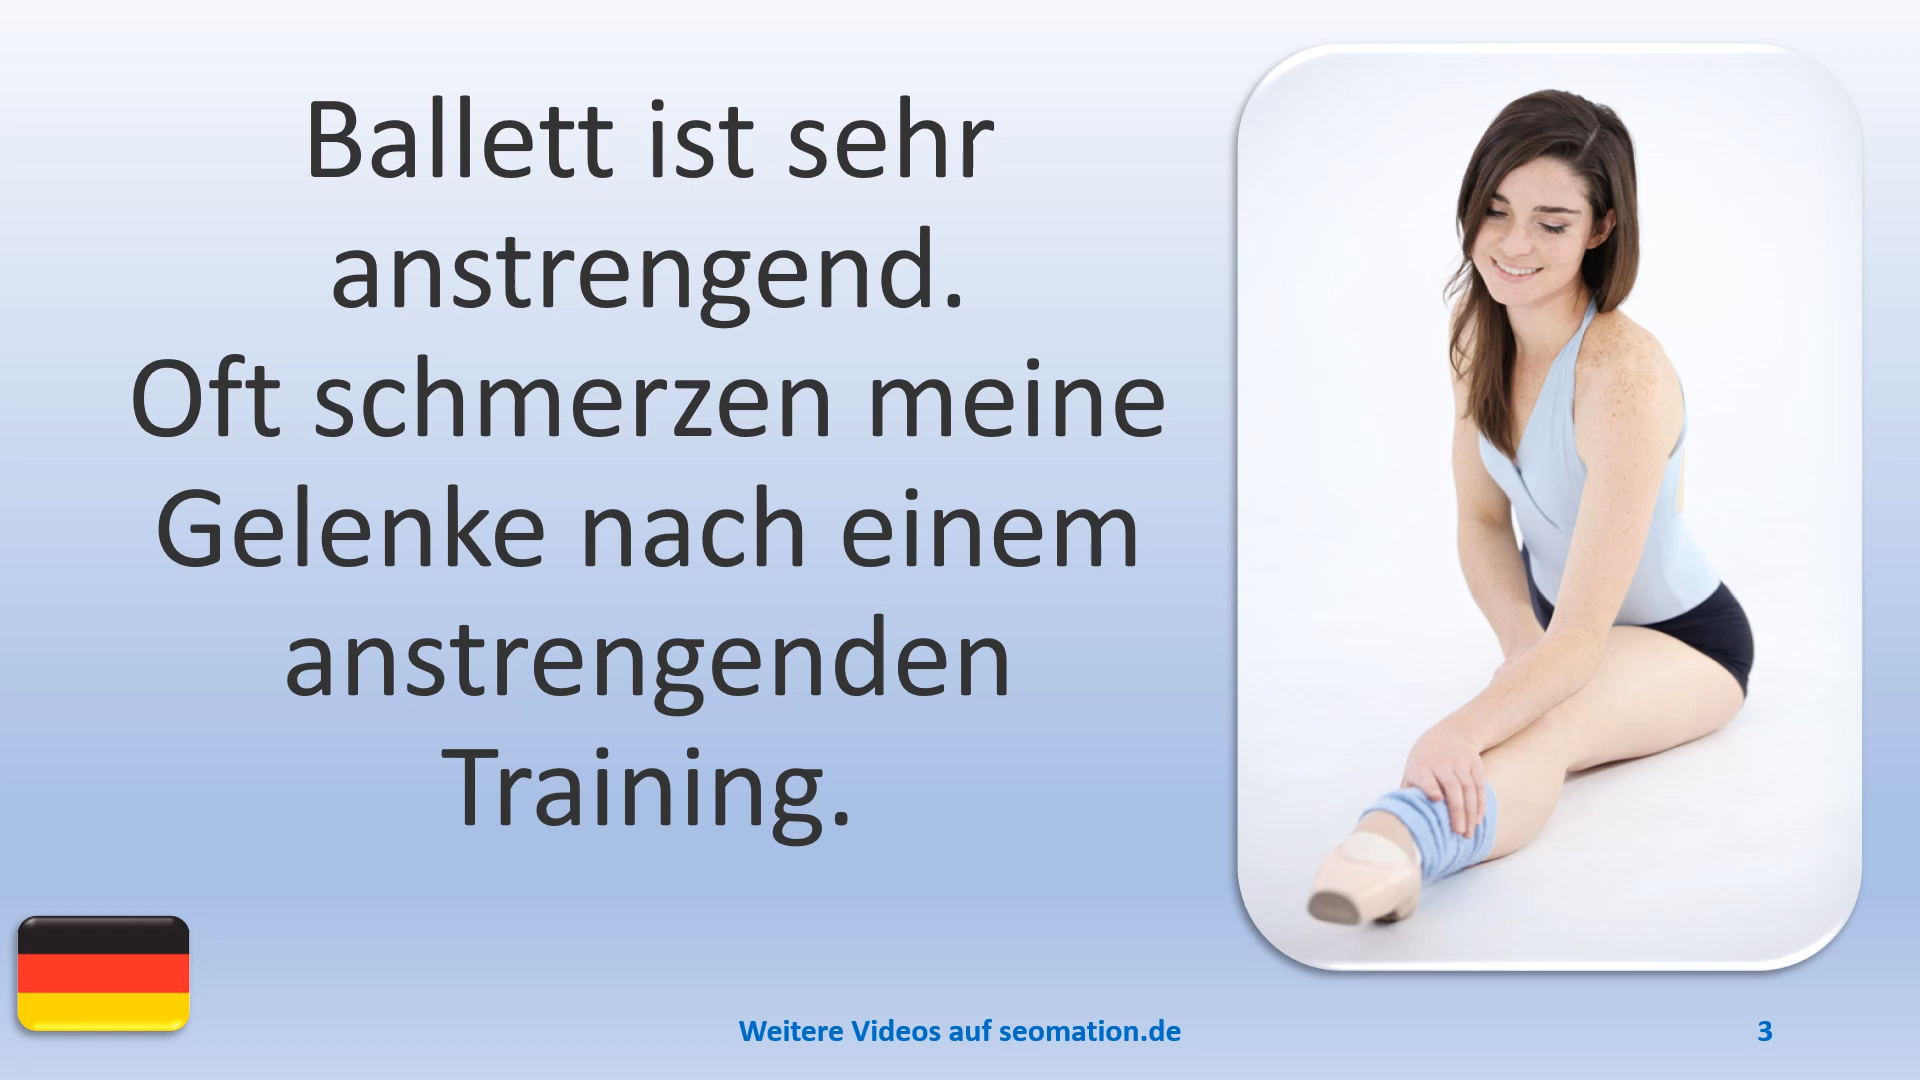 Ballett ist sehr
anstrengend.
Oft schmerzen meine
Gelenke nach einem
anstrengenden
Training.
Weitere Videos auf seomation.de
3